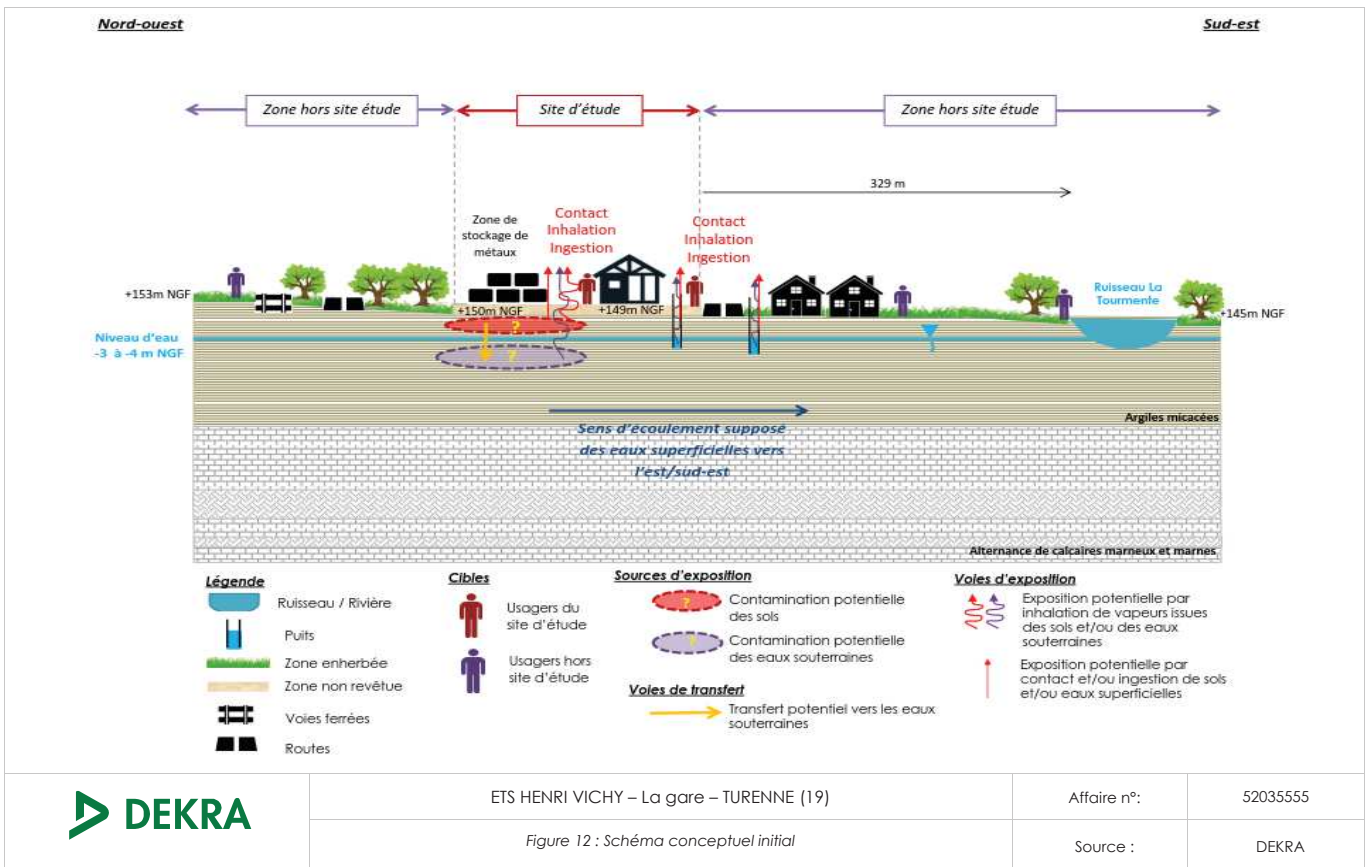 Nord-ouest
Sud-est
Zone hors site étude
Site d'étude
Zone hors site étude
329 m
Zone de
stockage de
métaux
Contact
Inhalation
Ingestion
Contact
Inhalation
Ingestion
+153m NGF
+150m NGF
+149m NGF
Ruisseau La
Tourmente
+145m NGF
?
?
Niveau d'eau
-3 à -4 m NGF
Argiles micacées
Sens d'écoulement supposé
des eaux superficielles vers
l'est/sud-est
Alternance de calcaires marneux et marnes
Légende
Ruisseau / Rivière
Puits
Zone enherbée
Zone non revêtue
Voies ferrées
Routes
Cibles
Usagers du
site d'étude
Usagers hors
site d'étude
Sources d'exposition
?
Contamination potentielle
des sols
?
Contamination potentielle
des eaux souterraines
Voies de transfert
Transfert potentiel vers les eaux
souterraines
Voies d'exposition
Exposition potentielle par
inhalation de vapeurs issues
des sols et/ou des eaux
souterraines
Exposition potentielle par
contact et/ou ingestion de sols
et/ou eaux superficielles
DEKRA
ETS HENRI VICHY – La gare – TURENNE (19)
Affaire n°:
52035555
Figure 12 : Schéma conceptuel initial
Source :
DEKRA